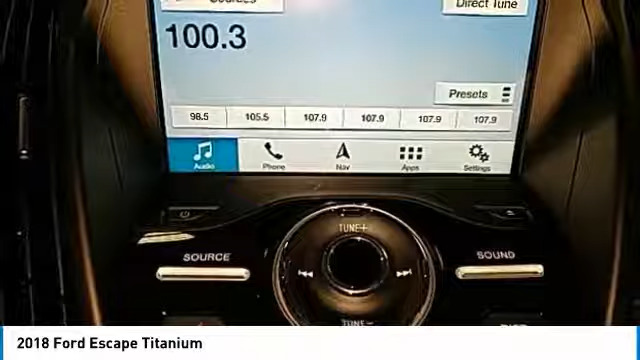 Sources
Direct Tune
100.3
Presets
98.5 105.5 107.9 107.9 107.9 107.9
Audio Phone Nav Apps Settings
TUNE+
SOURCE
SOUND
TUNE−
2018 Ford Escape Titanium